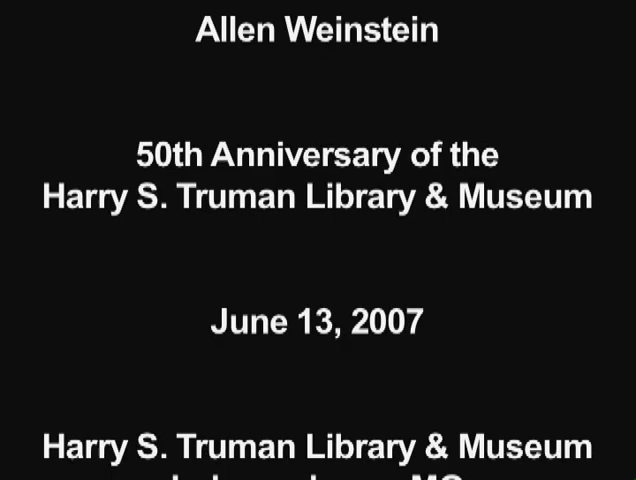 Allen Weinstein
50th Anniversary of the
Harry S. Truman Library & Museum
June 13, 2007
Harry S. Truman Library & Museum